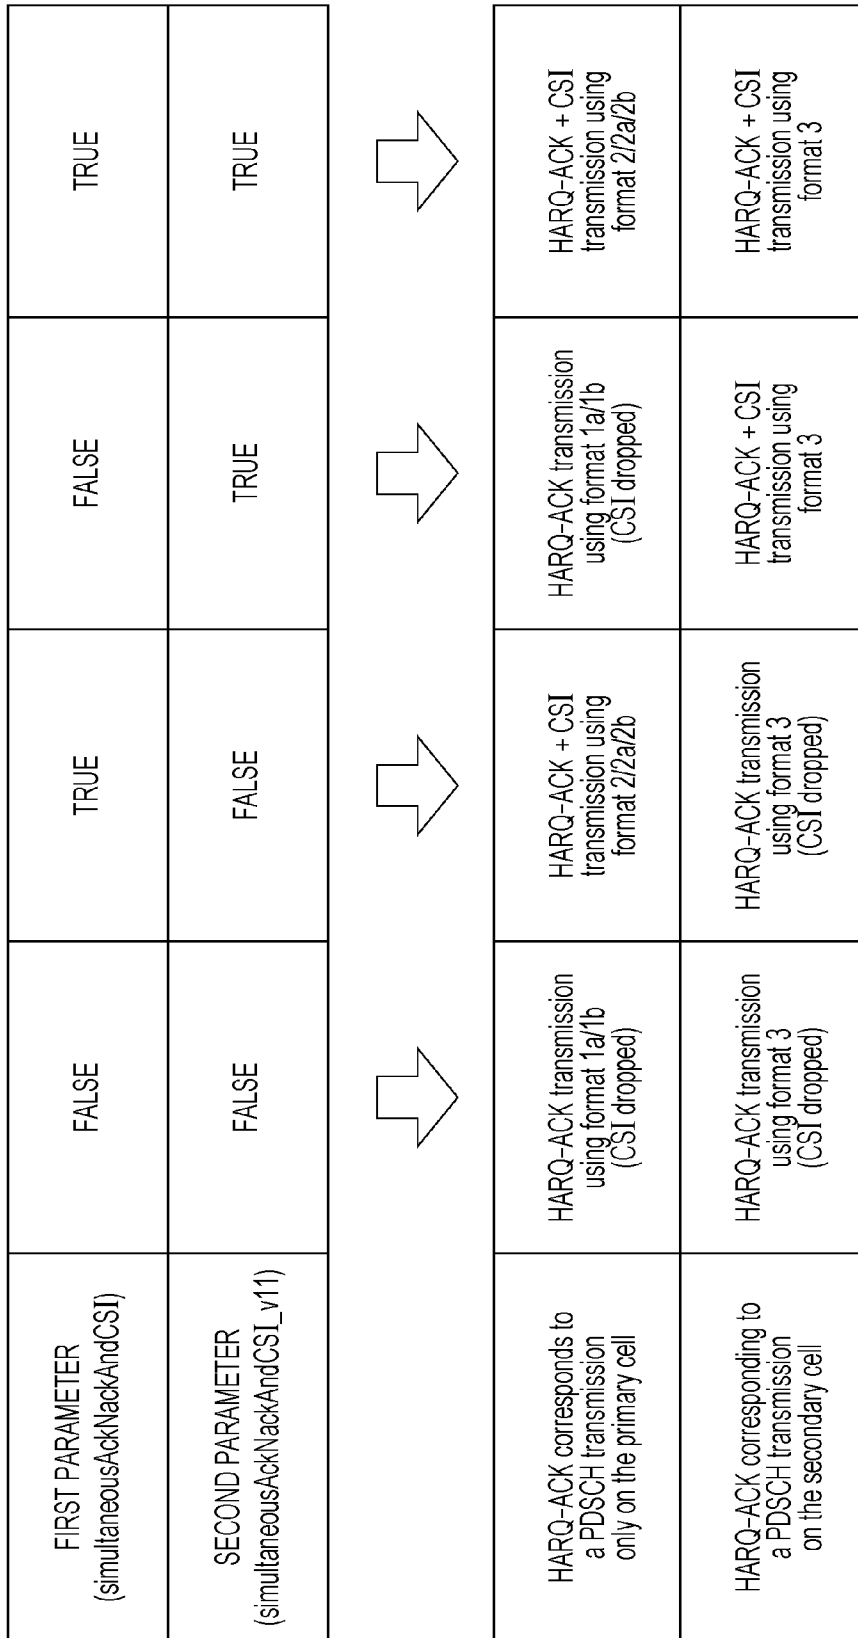 FIRST PARAMETER
(simultaneousAckNackAndCSI)
FALSE
TRUE
FALSE
TRUE
SECOND PARAMETER
(simultaneousAckNackAndCSI_v11)
FALSE
FALSE
TRUE
TRUE
HARQ-ACK corresponds to
a PDSCH transmission
only on the primary cell
HARQ-ACK transmission
using format 1a/1b
(CSI dropped)
HARQ-ACK + CSI
transmission using
format 2/2a/2b
HARQ-ACK transmission
using format 1a/1b
(CSI dropped)
HARQ-ACK + CSI
transmission using
format 2/2a/2b
HARQ-ACK corresponding to
a PDSCH transmission
on the secondary cell
HARQ-ACK transmission
using format 3
(CSI dropped)
HARQ-ACK transmission
using format 3
(CSI dropped)
HARQ-ACK + CSI
transmission using
format 3
HARQ-ACK + CSI
transmission using
format 3